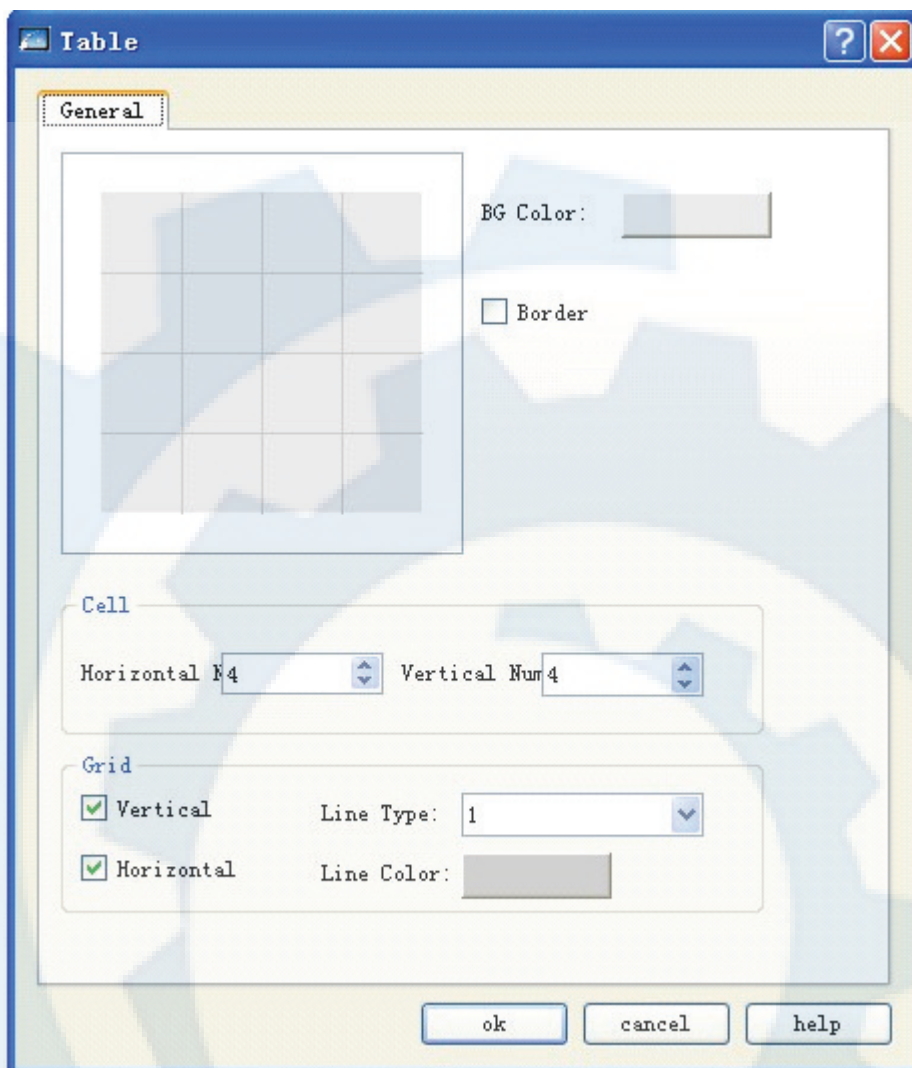 Table
General
BG Color:
Border
Cell
Horizontal N 4 Vertical Num 4
Grid
Vertical Line Type: 1
Horizontal Line Color:
ok cancel help